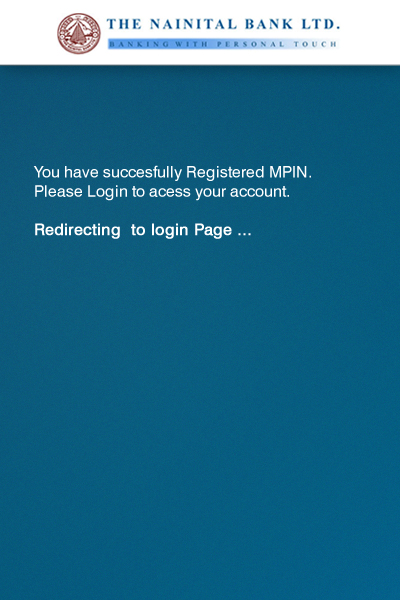 THE NAINITAL BANK LTD.
BANKING WITH PERSONAL TOUCH
You have succesfully Registered MPIN.
Please Login to acess your account.
Redirecting to login Page ...